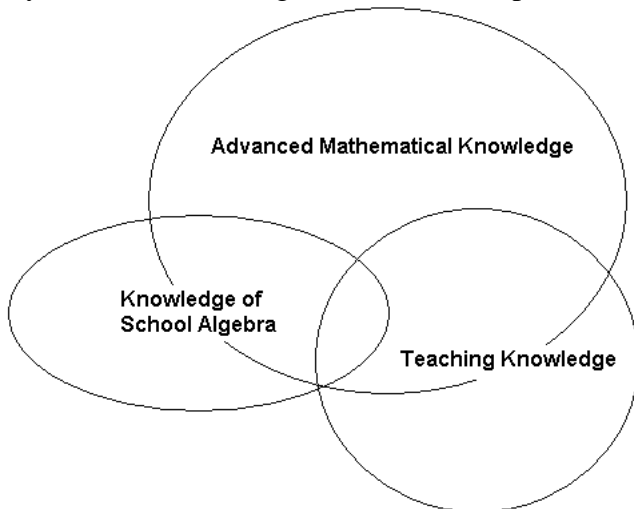 Advanced Mathematical Knowledge
Knowledge of
School Algebra
Teaching Knowledge